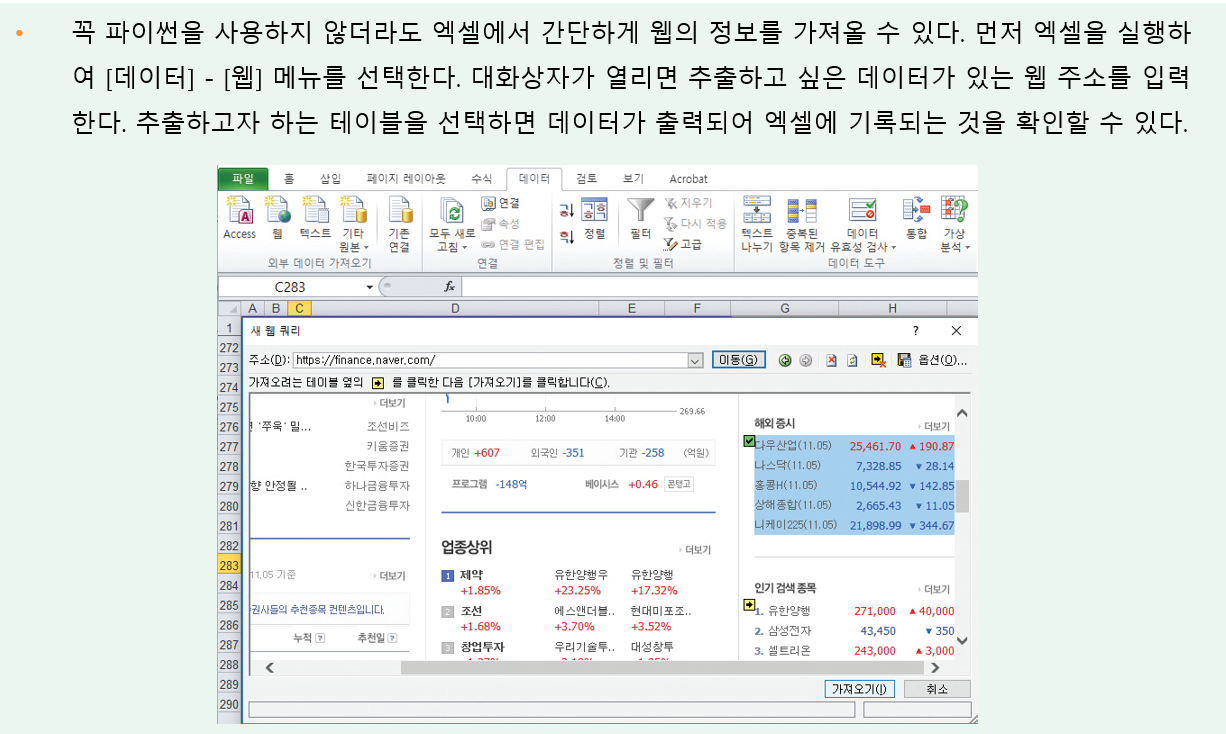 • 꼭 파이썬을 사용하지 않더라도 엑셀에서 간단하게 웹의 정보를 가져올 수 있다. 먼저 엑셀을 실행하
여 [데이터] - [웹] 메뉴를 선택한다. 대화상자가 열리면 추출하고 싶은 데이터가 있는 웹 주소를 입력
한다. 추출하고자 하는 테이블을 선택하면 데이터가 출력되어 엑셀에 기록되는 것을 확인할 수 있다.
파일 홈 삽입 페이지 레이아웃 수식 데이터 검토 보기 Acrobat
Access 웹 텍스트 기타 원본 기존 연결
모두 새로 고침 연결 속성 연결 편집
정렬 필터 지우기 다시 적용 고급
텍스트 나누기 중복된 항목 제거 데이터 유효성 검사 통합 가상 분석
외부 데이터 가져오기 연결 정렬 및 필터 데이터 도구
C283 fx
A B C D E F G H
1
272
273
274
275
276
277
278
279
280
281
282
283
284
285
286
287
288
289
290
새 웹 쿼리 ? ×
주소(D): https://finance.naver.com/ 이동(G) 옵션(O)...
가져오려는 테이블 옆의 를 클릭한 다음 [가져오기]를 클릭합니다(C).
더보기
'쭈욱' 밀... 조선비즈
키움증권
한국투자증권
향 안정될 .. 하나금융투자
신한금융투자
11.05 기준 더보기
권사들의 추천종목 컨텐츠입니다.
누적 ? 추천일 ?
269.66
10:00 12:00 14:00
개인 +607 외국인 -351 기관 -258 (억일)
프로그램 -148억 베이시스 +0.46 콘탱고
업종상위 더보기
1 제약 유한양행우 유한양행
+1.85% +23.25% +17.32%
2 조선 에스앤더블.. 현대미포조..
+1.68% +3.70% +3.52%
3 창업투자 우리기술투.. 대성창투
해외 증시 더보기
다우산업(11.05) 25,461.70 ▲ 190.87
나스닥(11.05) 7,328.85 ▼ 28.14
홍콩H(11.05) 10,544.92 ▼ 142.85
상해종합(11.05) 2,665.43 ▼ 11.05
니케이225(11.05) 21,898.99 ▼ 344.67
인기 검색 종목 더보기
1. 유한양행 271,000 ▲ 40,000
2. 삼성전자 43,450 ▼ 350
3. 셀트리온 243,000 ▲ 3,000
가져오기(I) 취소